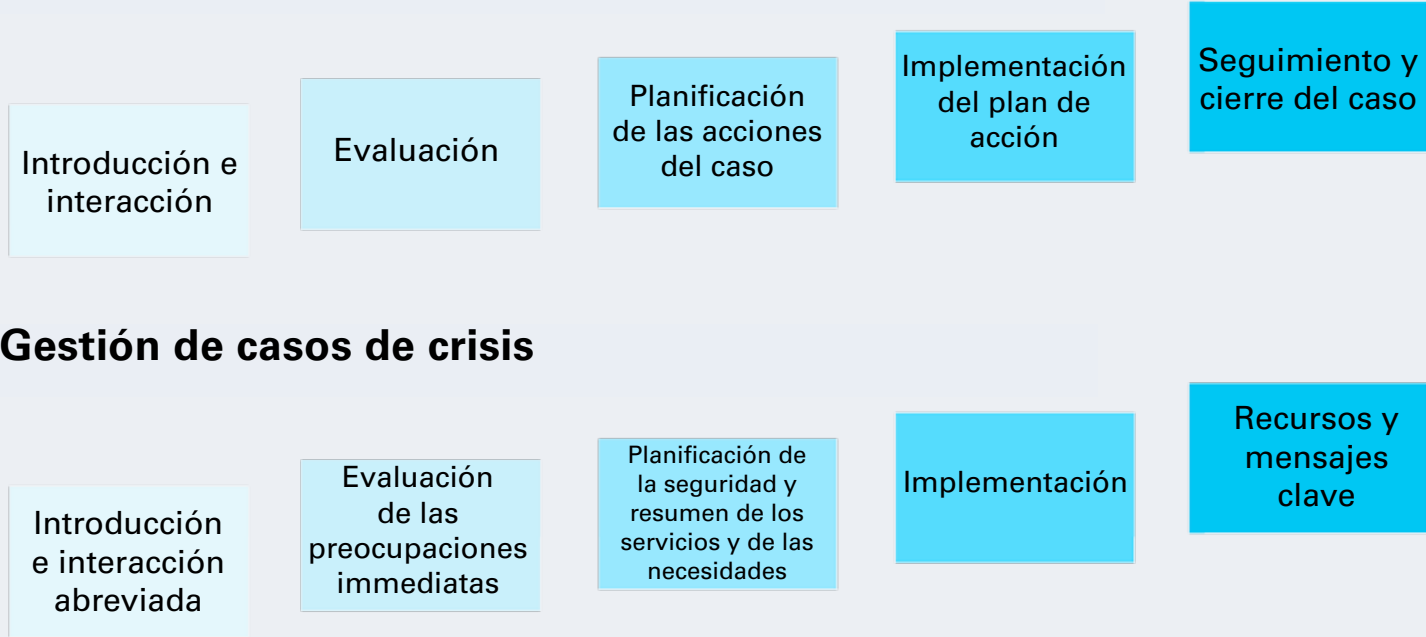 Introducción e
interacción
Evaluación
Planificación
de las acciones
del caso
Implementación
del plan de
acción
Seguimiento y
cierre del caso
Gestión de casos de crisis
Introducción
e interacción
abreviada
Evaluación
de las
preocupaciones
immediatas
Planificación de
la seguridad y
resumen de los
servicios y de las
necesidades
Implementación
Recursos y
mensajes
clave